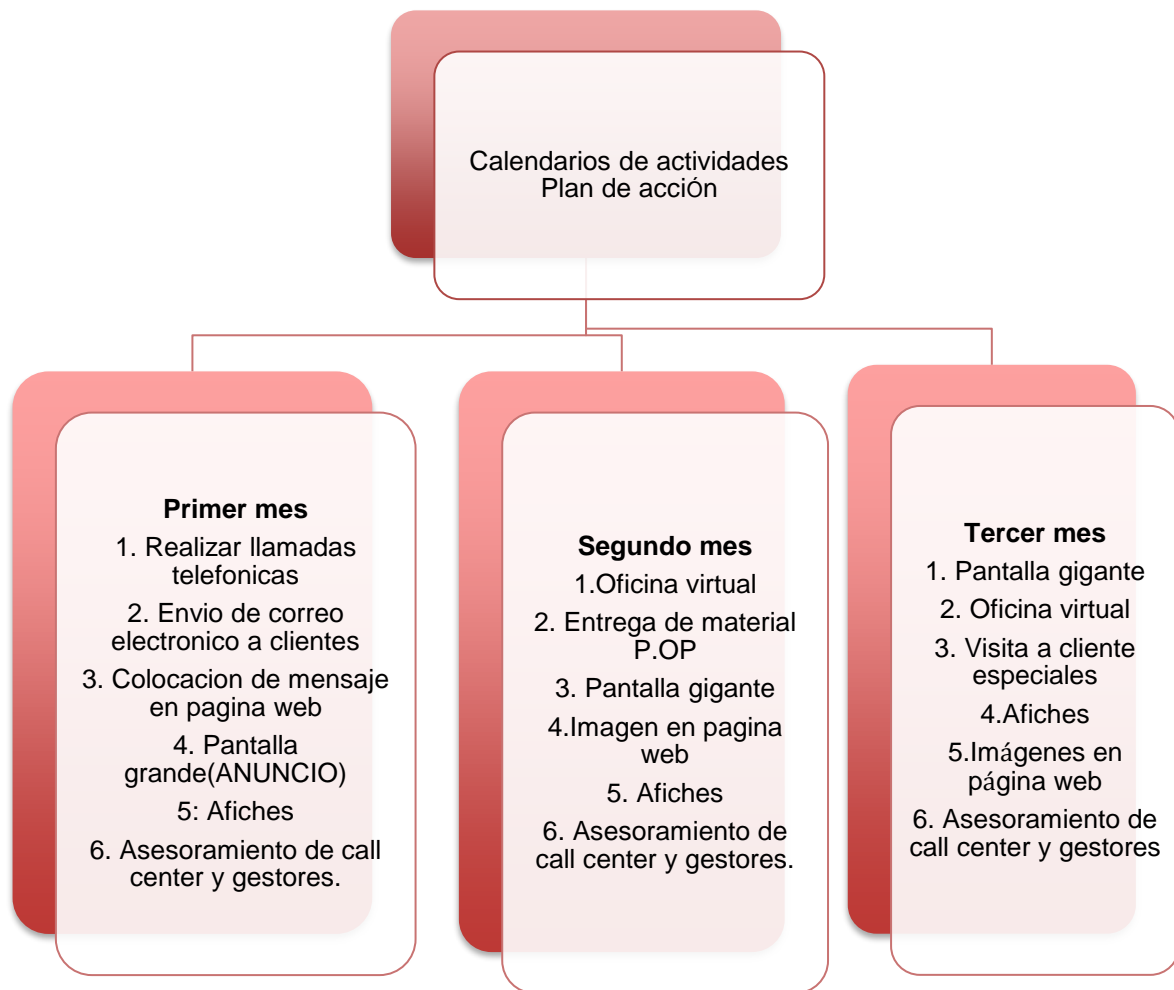 Calendarios de actividades
Plan de acciÓn
Primer mes
1. Realizar llamadas
telefonicas
2. Envio de correo
electronico a clientes
3. Colocacion de mensaje
en pagina web
4. Pantalla
grande(ANUNCIO)
5: Afiches
6. Asesoramiento de call
center y gestores.
Segundo mes
1.Oficina virtual
2. Entrega de material
P.OP
3. Pantalla gigante
4.Imagen en pagina
web
5. Afiches
6. Asesoramiento de
call center y gestores.
Tercer mes
1. Pantalla gigante
2. Oficina virtual
3. Visita a cliente
especiales
4.Afiches
5.Imágenes en
página web
6. Asesoramiento de
call center y gestores